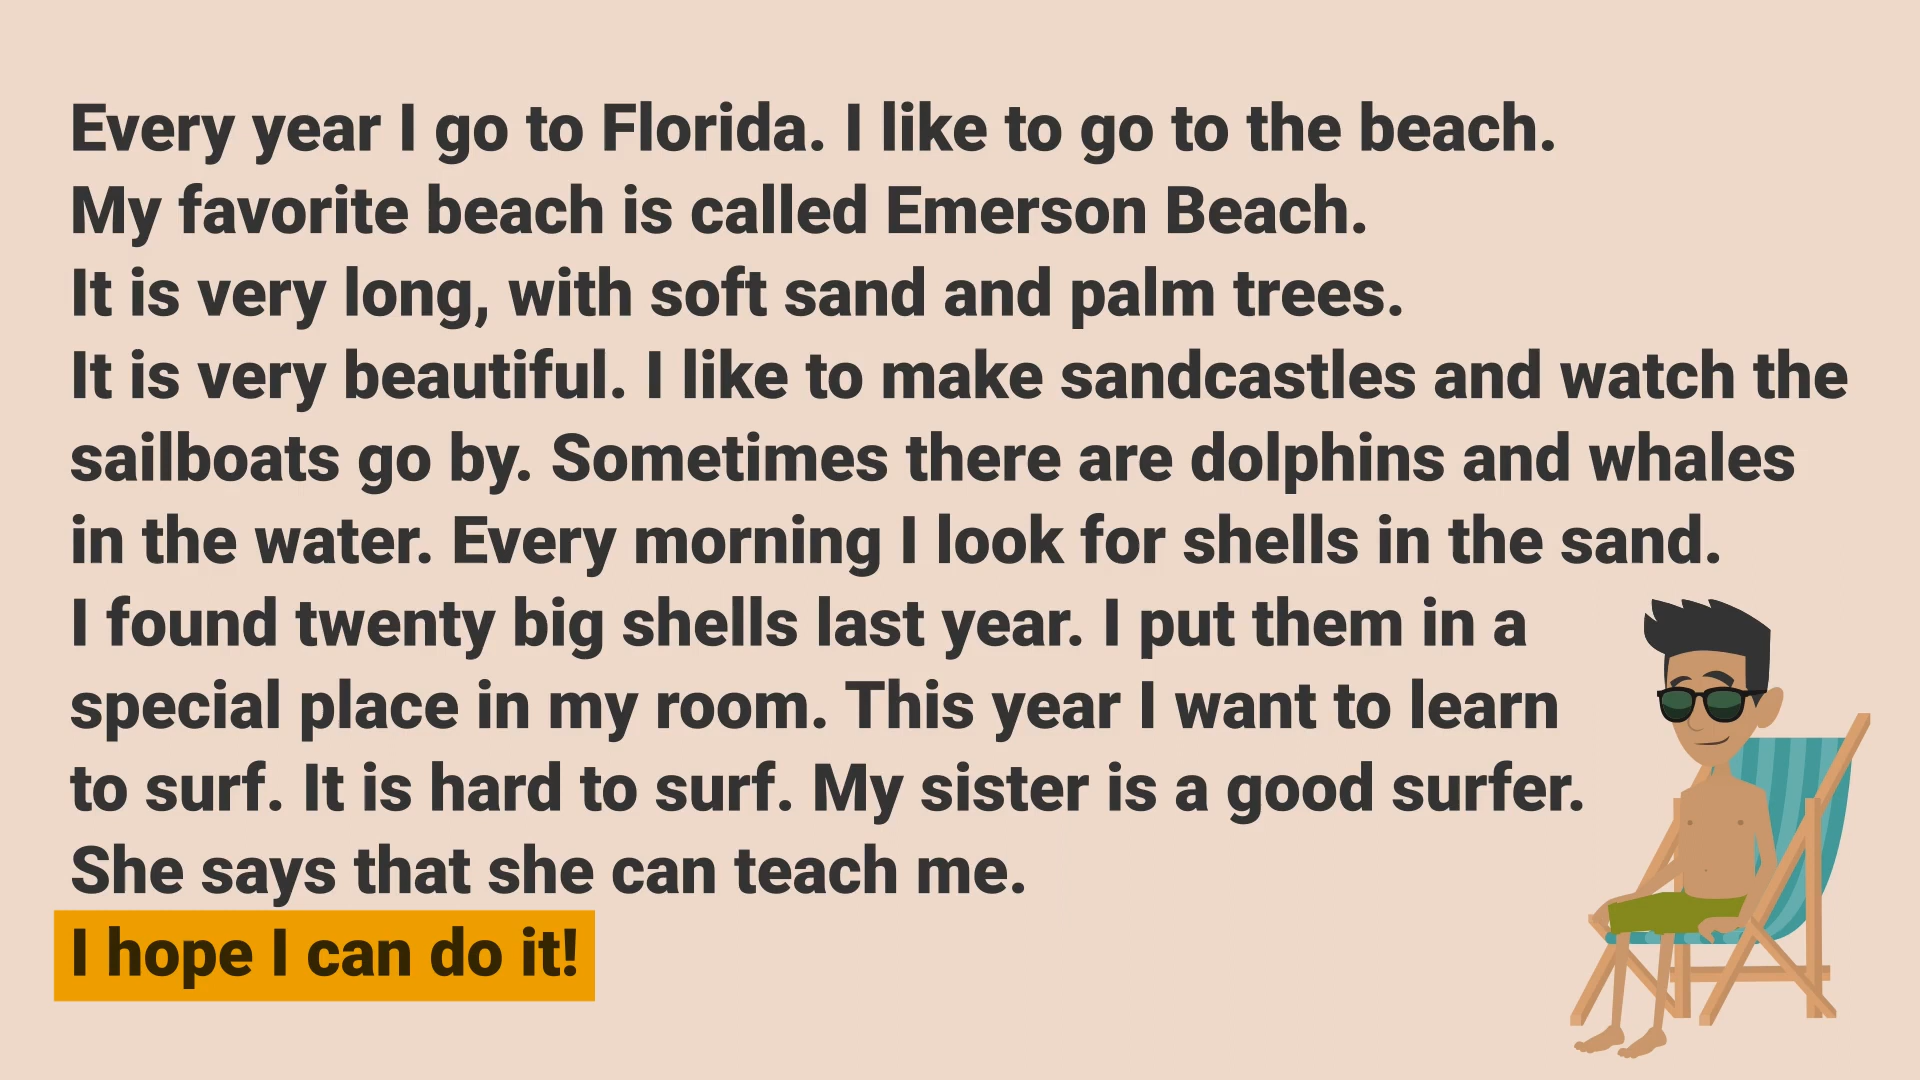 Every year I go to Florida. I like to go to the beach.
My favorite beach is called Emerson Beach.
It is very long, with soft sand and palm trees.
It is very beautiful. I like to make sandcastles and watch the
sailboats go by. Sometimes there are dolphins and whales
in the water. Every morning I look for shells in the sand.
I found twenty big shells last year. I put them in a
special place in my room. This year I want to learn
to surf. It is hard to surf. My sister is a good surfer.
She says that she can teach me.
I hope I can do it!